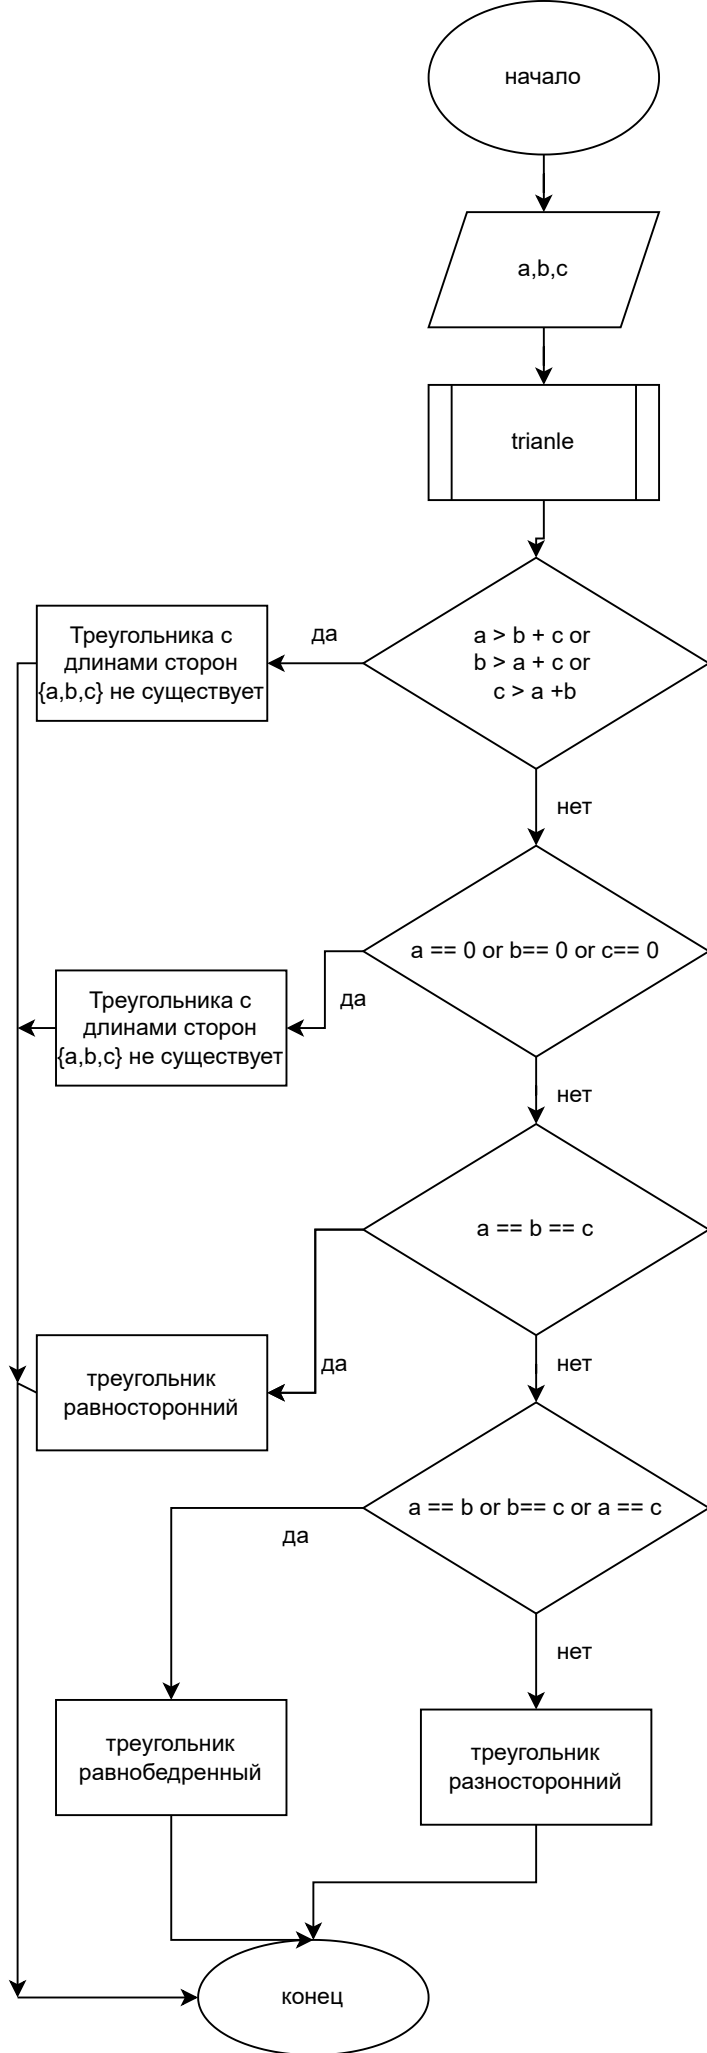 начало
a,b,c
trianle
a > b + c or
b > a + c or
c > a +b
да
Треугольника с
длинами сторон
{a,b,c} не существует
нет
a == 0 or b== 0 or c== 0
да
Треугольника с
длинами сторон
{a,b,c} не существует
нет
a == b == c
да
треугольник
равносторонний
нет
a == b or b== c or a == c
да
нет
треугольник
равнобедренный
треугольник
разносторонний
конец